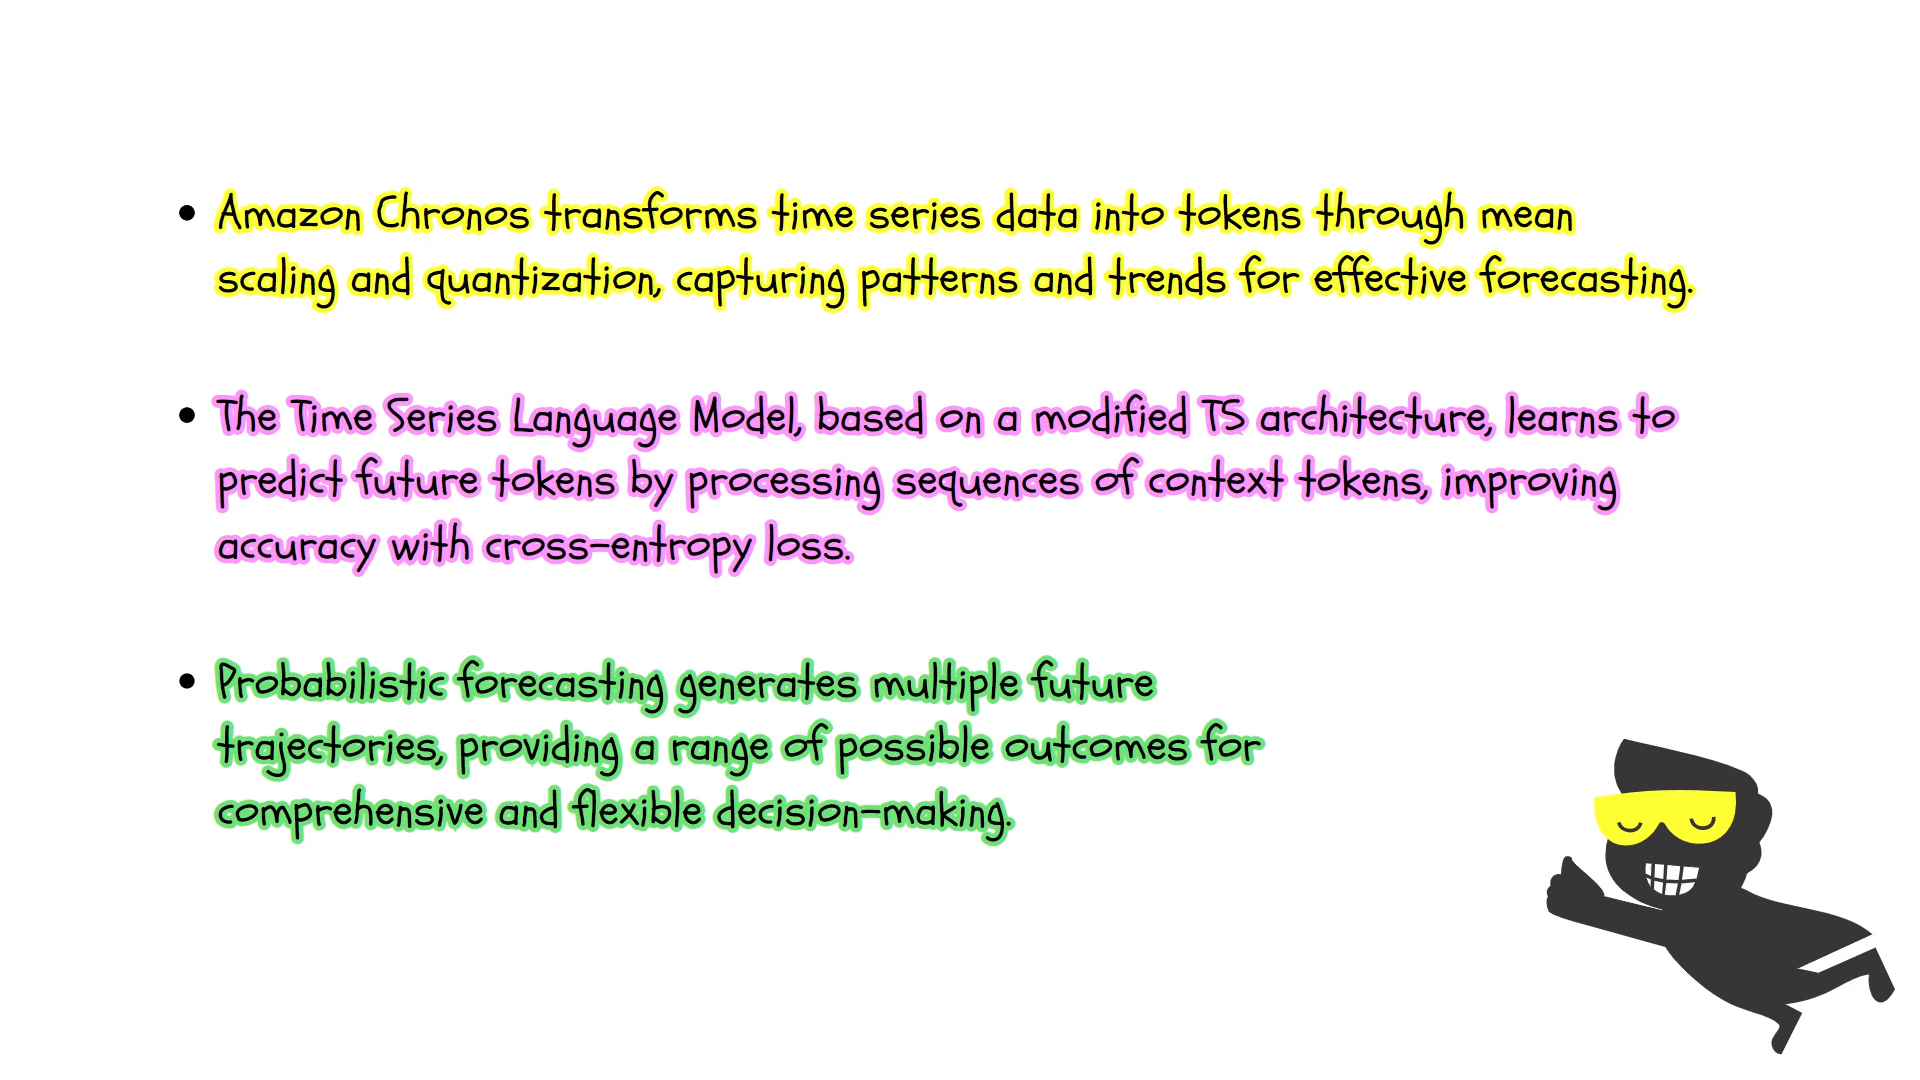 • Amazon Chronos transforms time series data into tokens through mean
scaling and quantization, capturing patterns and trends for effective forecasting.
• The Time Series Language Model, based on a modified T5 architecture, learns to
predict future tokens by processing sequences of context tokens, improving
accuracy with cross-entropy loss.
• Probabilistic forecasting generates multiple future
trajectories, providing a range of possible outcomes for
comprehensive and flexible decision-making.